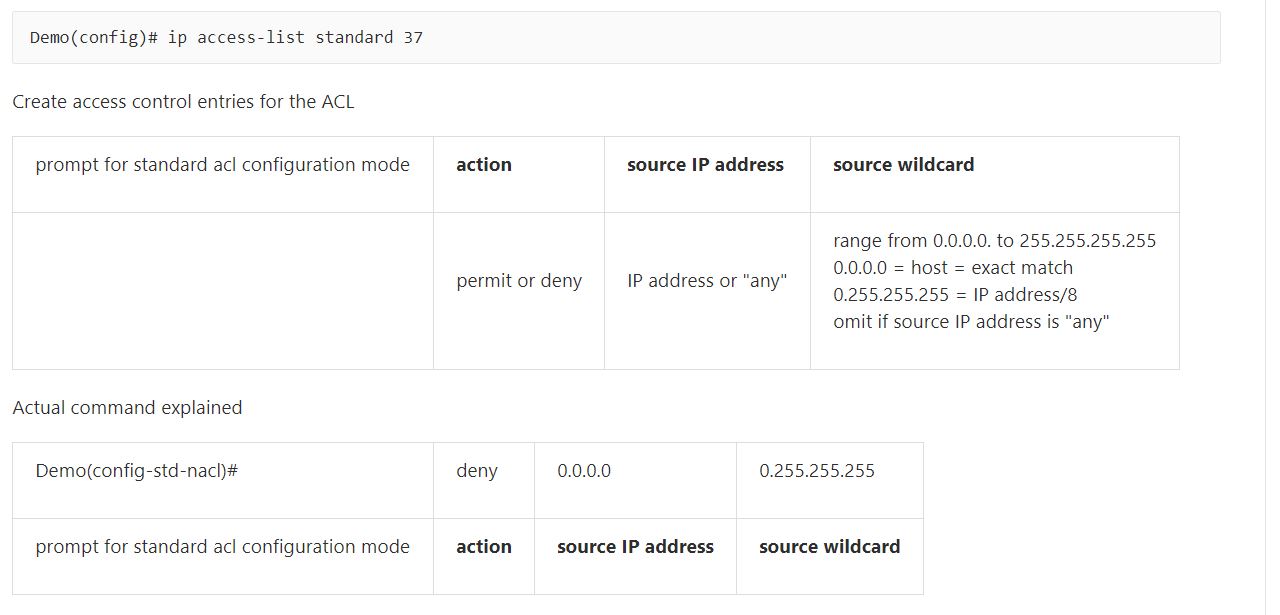 Demo(config)# ip access-list standard 37
Create access control entries for the ACL
prompt for standard acl configuration mode action source IP address source wildcard
permit or deny IP address or "any" range from 0.0.0.0. to 255.255.255.255
0.0.0.0 = host = exact match
0.255.255.255 = IP address/8
omit if source IP address is "any"
Actual command explained
Demo(config-std-nacl)# deny 0.0.0.0 0.255.255.255
prompt for standard acl configuration mode action source IP address source wildcard